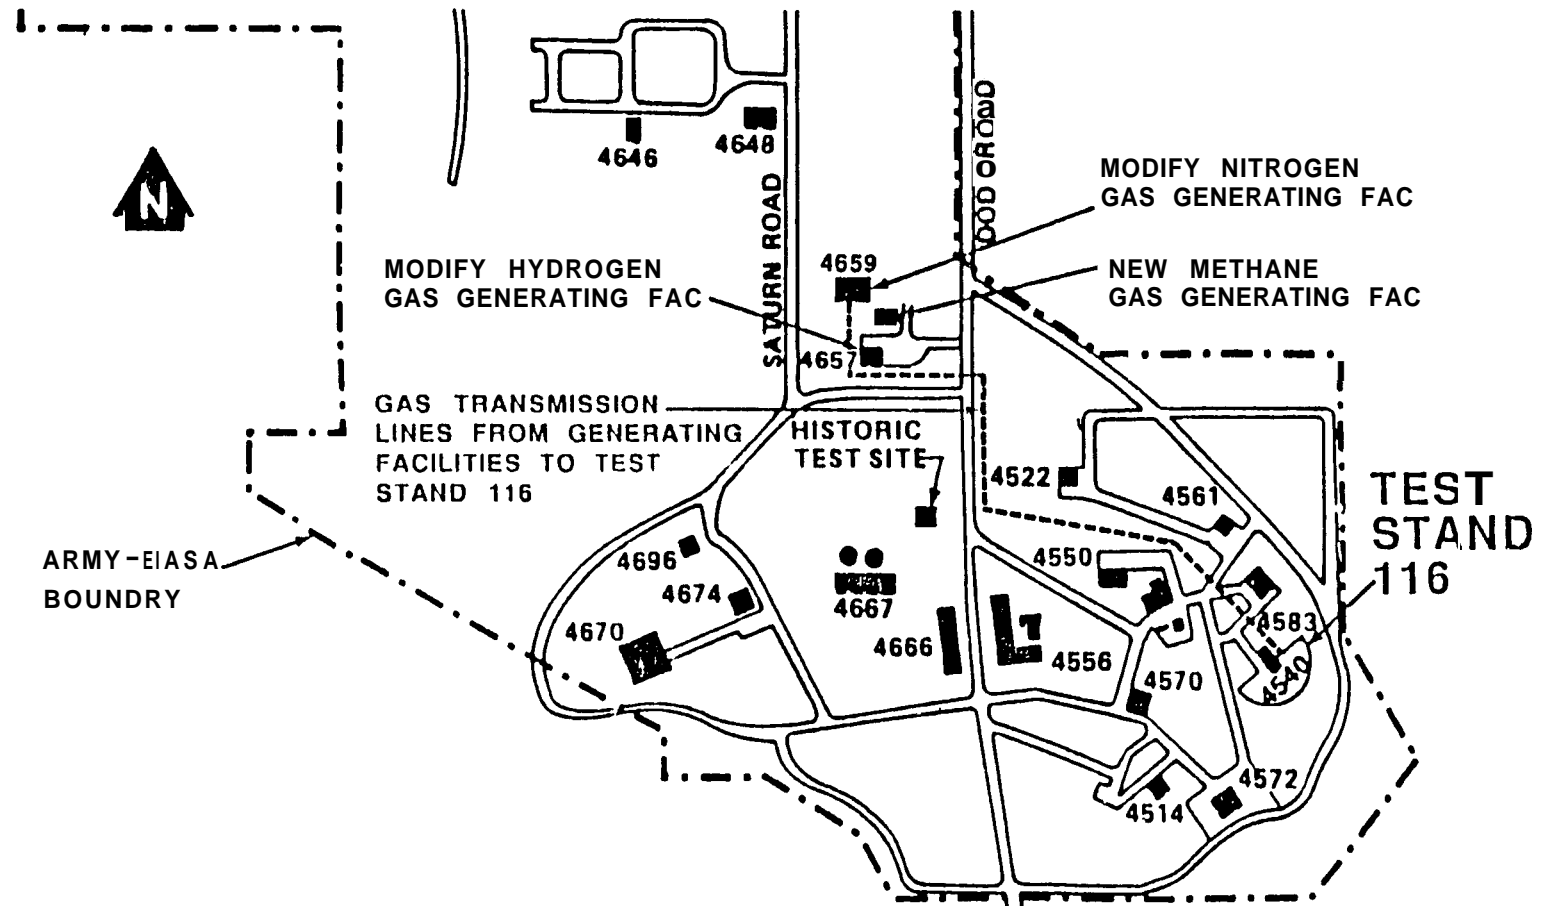 4646
4648
N
SATURN ROAD
MODIFY NITROGEN
GAS GENERATING FAC
4659
MODIFY HYDROGEN
GAS GENERATING FAC
NEW METHANE
GAS GENERATING FAC
4657
GAS TRANSMISSION
LINES FROM GENERATING
FACILITIES TO TEST
STAND 116
HISTORIC
TEST SITE
4522
4561
TEST
STAND
116
ARMY-EIASA
BOUNDRY
4696
4674
4670
4667
4666
4550
4556
4583
4540
4570
4572
4514